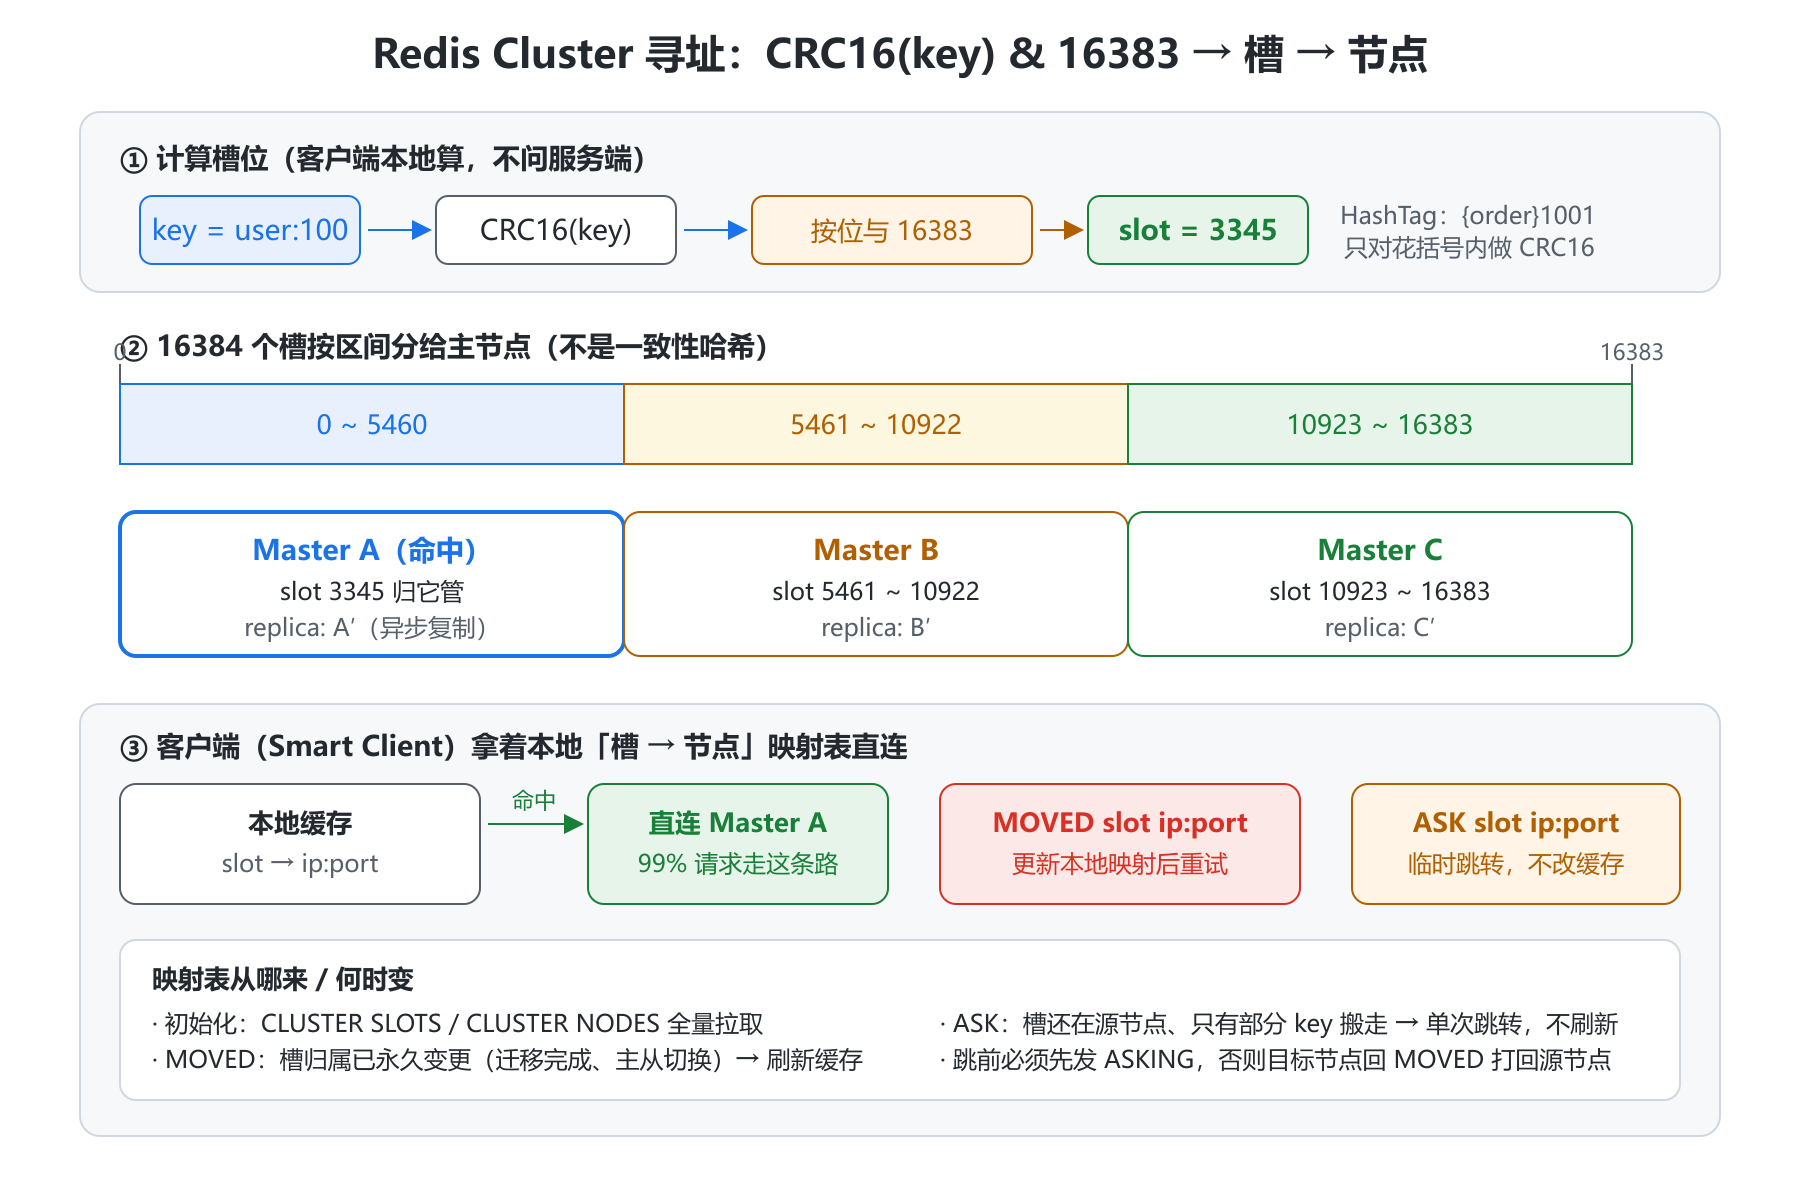 Redis Cluster 寻址：CRC16(key) & 16383 → 槽 → 节点
① 计算槽位（客户端本地算，不问服务端）
key = user:100
CRC16(key)
按位与 16383
slot = 3345
HashTag：{order}1001
只对花括号内做 CRC16
② 16384 个槽按区间分给主节点（不是一致性哈希）
0
16383
0 ~ 5460
5461 ~ 10922
10923 ~ 16383
Master A（命中）
slot 3345 归它管
replica: A′（异步复制）
Master B
slot 5461 ~ 10922
replica: B′
Master C
slot 10923 ~ 16383
replica: C′
③ 客户端（Smart Client）拿着本地「槽 → 节点」映射表直连
本地缓存
slot → ip:port
命中
直连 Master A
99% 请求走这条路
MOVED slot ip:port
更新本地映射后重试
ASK slot ip:port
临时跳转，不改缓存
映射表从哪来 / 何时变
· 初始化：CLUSTER SLOTS / CLUSTER NODES 全量拉取
· MOVED：槽归属已永久变更（迁移完成、主从切换）→ 刷新缓存
· ASK：槽还在源节点、只有部分 key 搬走 → 单次跳转，不刷新
· 跳前必须先发 ASKING，否则目标节点回 MOVED 打回源节点